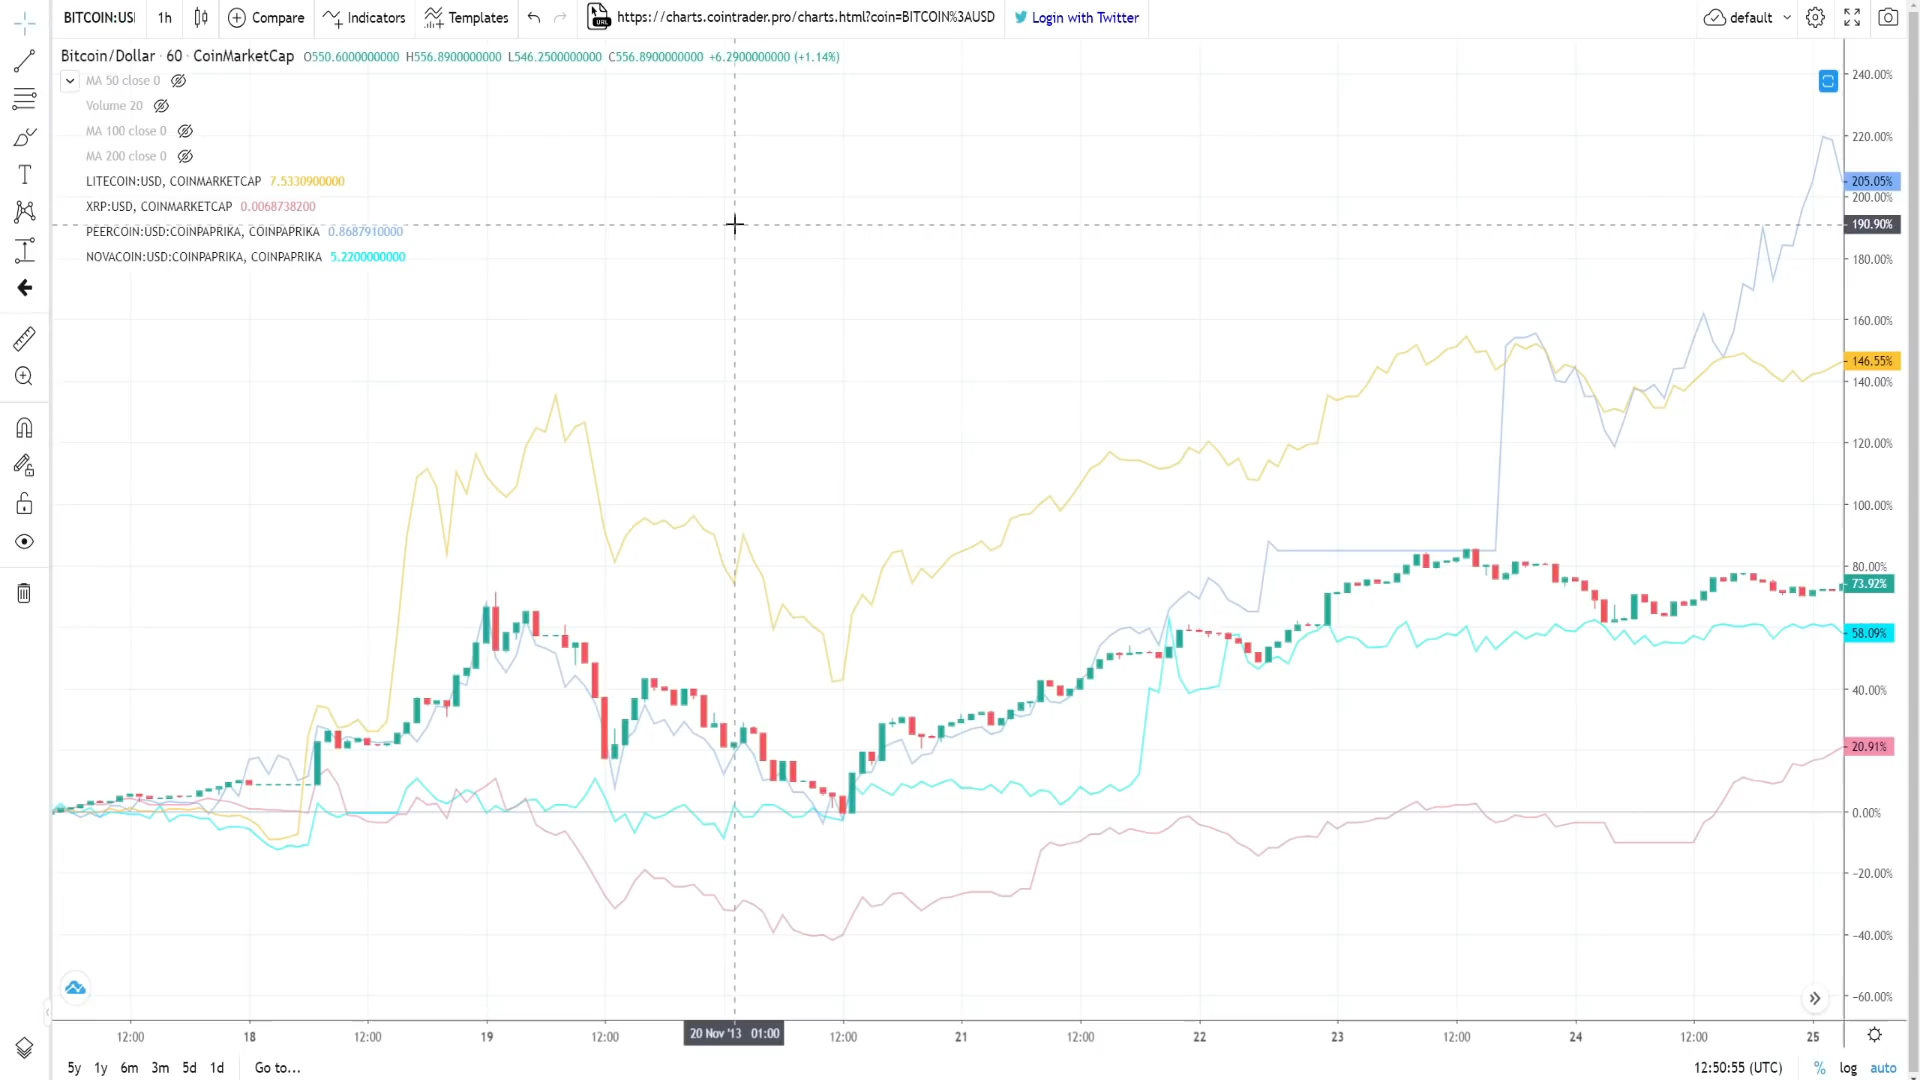 BITCOIN:US
1h
Compare
Indicators
Templates
URL
https://charts.cointrader.pro/charts.html?coin=BITCOIN%3AUSD
Login with Twitter
default
Bitcoin/Dollar · 60 · CoinMarketCap O550.6000000000 H556.8900000000 L546.2500000000 C556.8900000000 +6.2900000000 (+1.14%)
MA 50 close 0
Volume 20
MA 100 close 0
MA 200 close 0
LITECOIN:USD, COINMARKETCAP 7.5330900000
XRP:USD, COINMARKETCAP 0.0068738200
PEERCOIN:USD:COINPAPRIKA, COINPAPRIKA 0.8687910000
NOVACOIN:USD:COINPAPRIKA, COINPAPRIKA 5.2200000000
240.00%
220.00%
205.05%
200.00%
190.90%
180.00%
160.00%
146.55%
140.00%
120.00%
100.00%
80.00%
73.92%
58.09%
40.00%
20.91%
0.00%
−20.00%
−40.00%
−60.00%
12:00
18
12:00
19
12:00
20 Nov '13 01:00
12:00
21
12:00
22
23
12:00
24
12:00
25
5y 1y 6m 3m 5d 1d Go to...
12:50:55 (UTC) % log auto